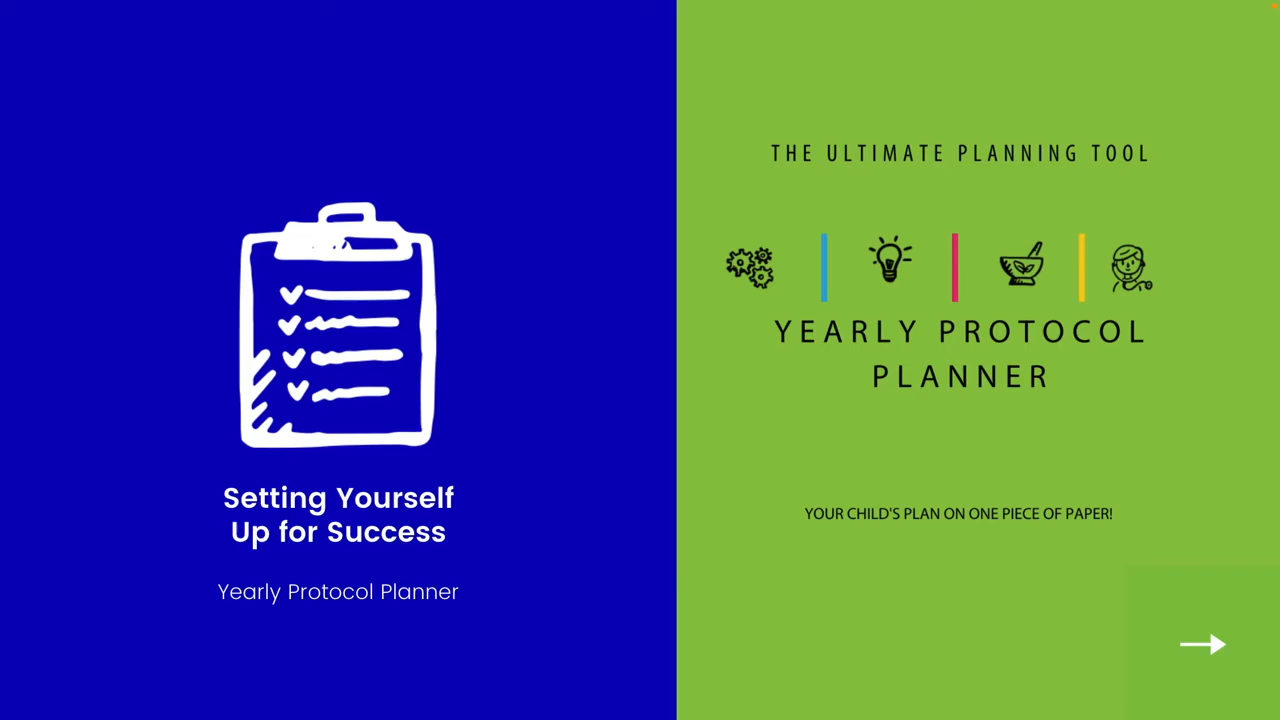 Setting Yourself
Up for Success
Yearly Protocol Planner
THE ULTIMATE PLANNING TOOL
YEARLY PROTOCOL
PLANNER
YOUR CHILD'S PLAN ON ONE PIECE OF PAPER!